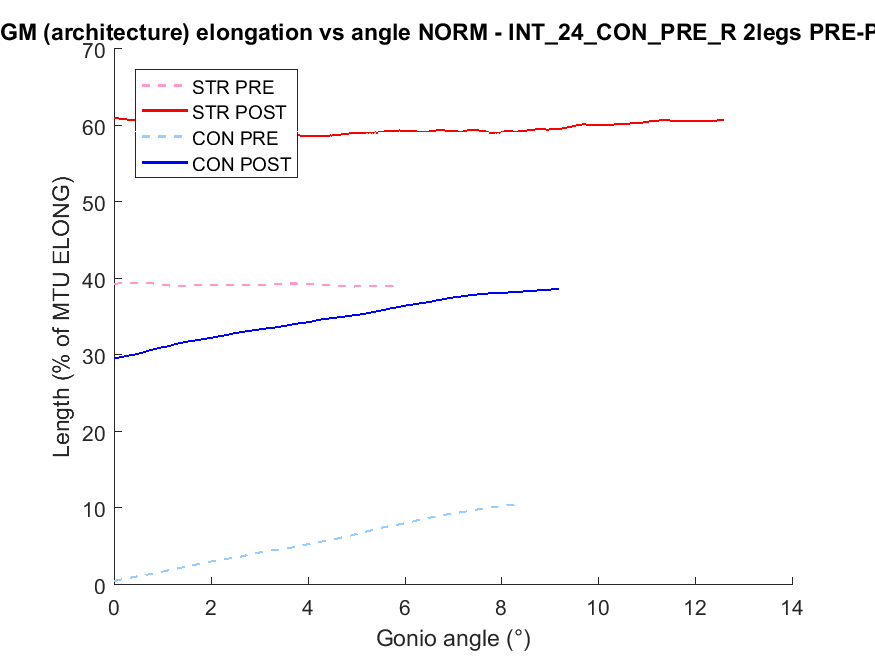 GM (architecture) elongation vs angle NORM - INT_24_CON_PRE_R 2legs PRE-P
70
60
50
40
30
20
10
0
Length (% of MTU ELONG)
STR PRE
STR POST
CON PRE
CON POST
0 2 4 6 8 10 12 14
Gonio angle (°)